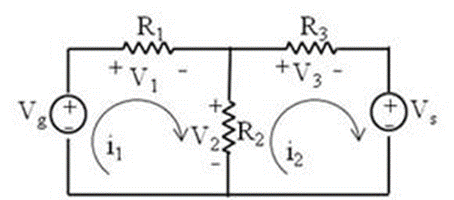 R1 R3
+ V1 - + V3 -
Vg + - i1 V2 + - R2 i2 + - Vs